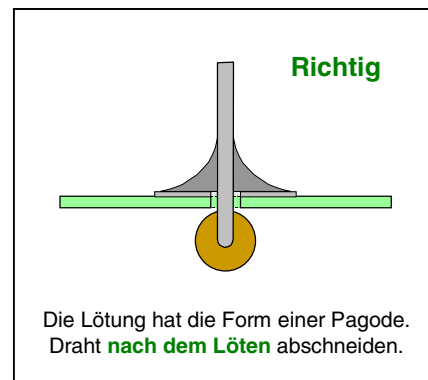 Richtig
Die Lötung hat die Form einer Pagode.
Draht nach dem Löten abschneiden.